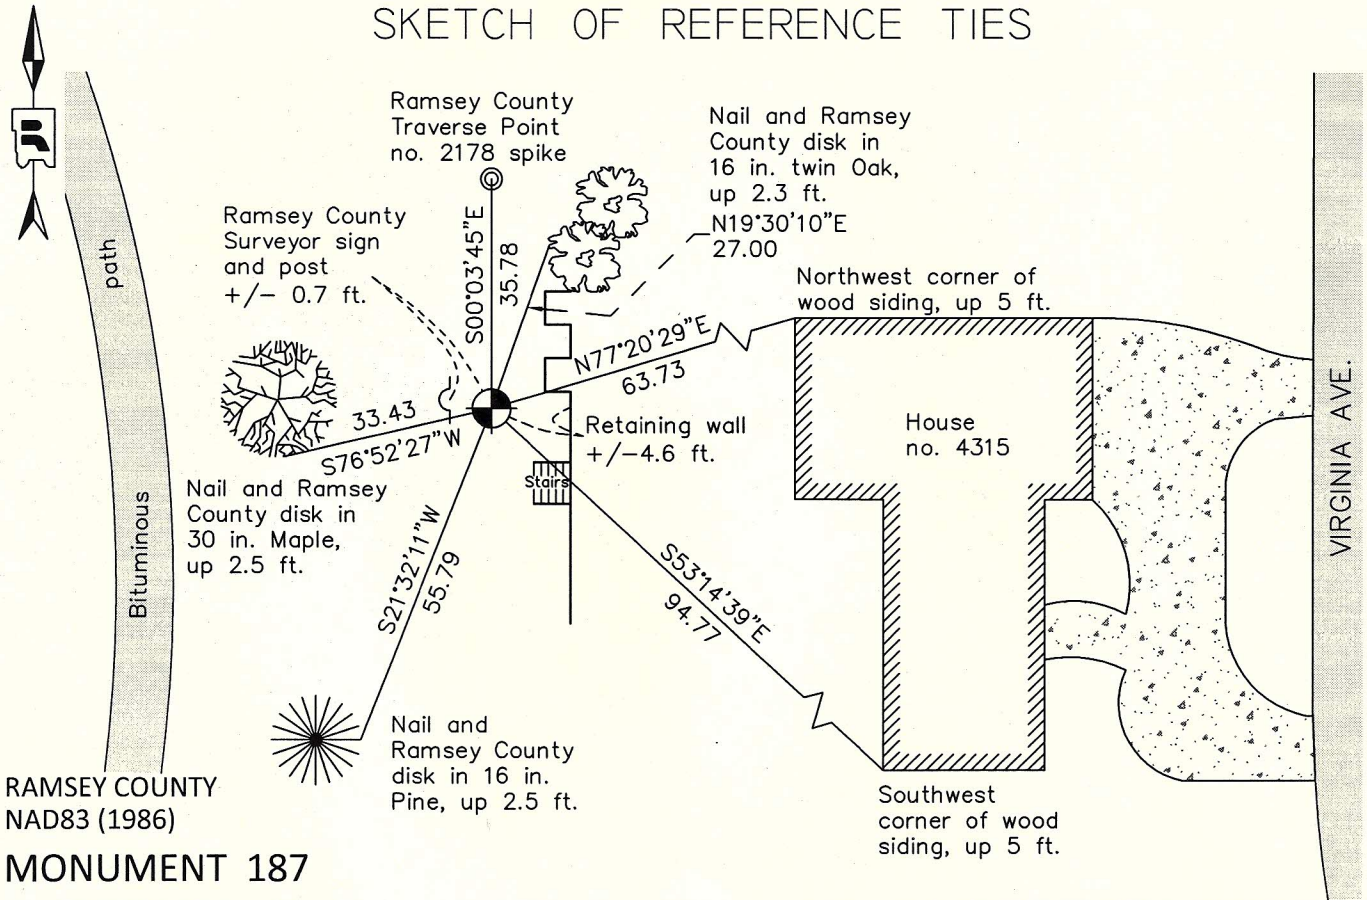 SKETCH OF REFERENCE TIES
Ramsey County
Traverse Point
no. 2178 spike
Nail and Ramsey
County disk in
16 in. twin Oak,
up 2.3 ft.
N19°30'10"E
27.00
Ramsey County
Surveyor sign
and post
+/- 0.7 ft.
S00°03'45"E
35.78
Northwest corner of
wood siding, up 5 ft.
N77°20'29"E
63.73
R
path
Bituminous
33.43
S76°52'27"W
Nail and Ramsey
County disk in
30 in. Maple,
up 2.5 ft.
Retaining wall
+/-4.6 ft.
Stairs
House
no. 4315
VIRGINIA AVE.
S21°32'11"W
55.79
S53°14'39"E
94.77
Nail and
Ramsey County
disk in 16 in.
Pine, up 2.5 ft.
Southwest
corner of wood
siding, up 5 ft.
RAMSEY COUNTY
NAD83 (1986)
MONUMENT 187